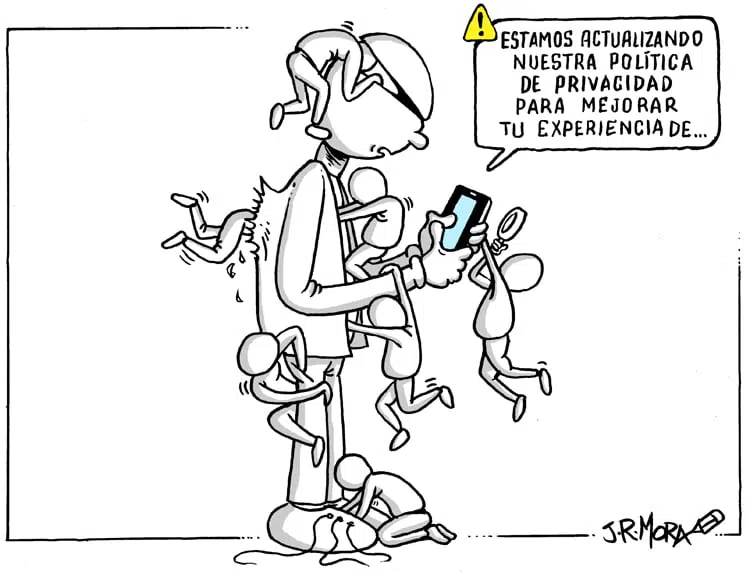 ESTAMOS ACTUALIZANDO
NUESTRA POLÍTICA
DE PRIVACIDAD
PARA MEJORAR
TU EXPERIENCIA DE...
J.R.MORA